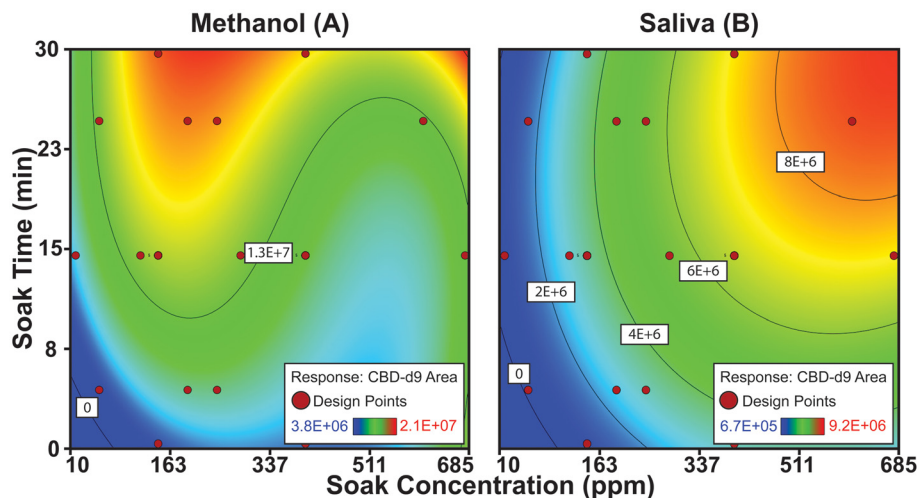 Methanol (A)
Saliva (B)
Soak Time (min)
30
23
15
8
0
1.3E+7
0
Response: CBD-d9 Area
Design Points
3.8E+06 2.1E+07
10 163 337 511 685
8E+6
6E+6
2E+6
4E+6
0
Response: CBD-d9 Area
Design Points
6.7E+05 9.2E+06
10 163 337 511 685
Soak Concentration (ppm)